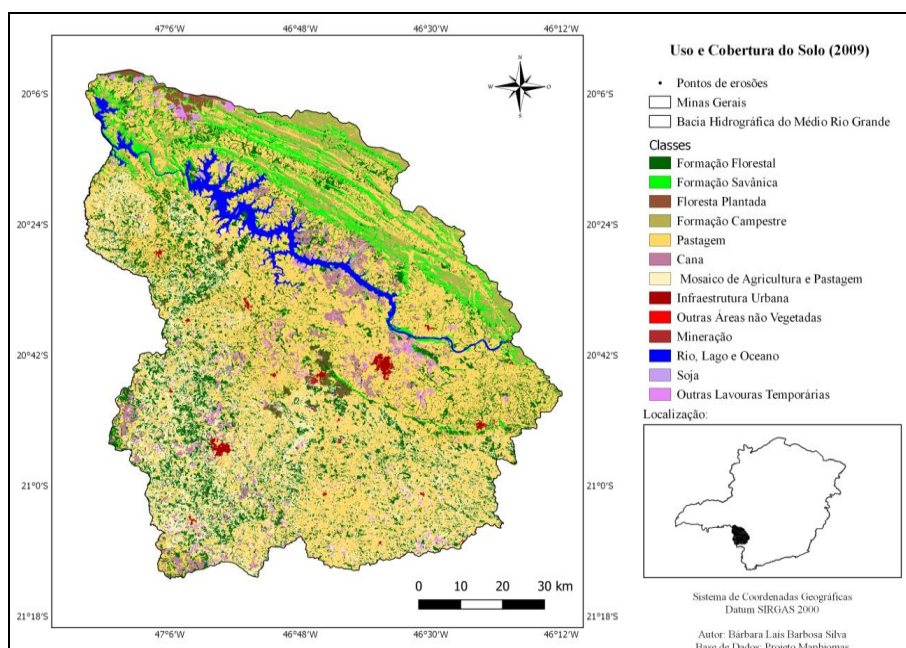 47°6'W 46°48'W 46°30'W 46°12'W
Uso e Cobertura do Solo (2009)
N
W O
S
Pontos de erosões
Minas Gerais
Bacia Hidrográfica do Médio Rio Grande
Classes
Formação Florestal
Formação Savânica
Floresta Plantada
Formação Campestre
Pastagem
Cana
Mosaico de Agricultura e Pastagem
Infraestrutura Urbana
Outras Áreas não Vegetadas
Mineração
Rio, Lago e Oceano
Soja
Outras Lavouras Temporárias
Localização:
20°6'S 20°6'S
20°24'S 20°24'S
20°42'S 20°42'S
21°0'S 21°0'S
21°18'S 21°18'S
0 10 20 30 km
47°6'W 46°48'W 46°30'W 46°12'W
Sistema de Coordenadas Geográficas
Datum SIRGAS 2000
Autor: Bárbara Laís Barbosa Silva
Base de Dados: Projeto Mapbiomas